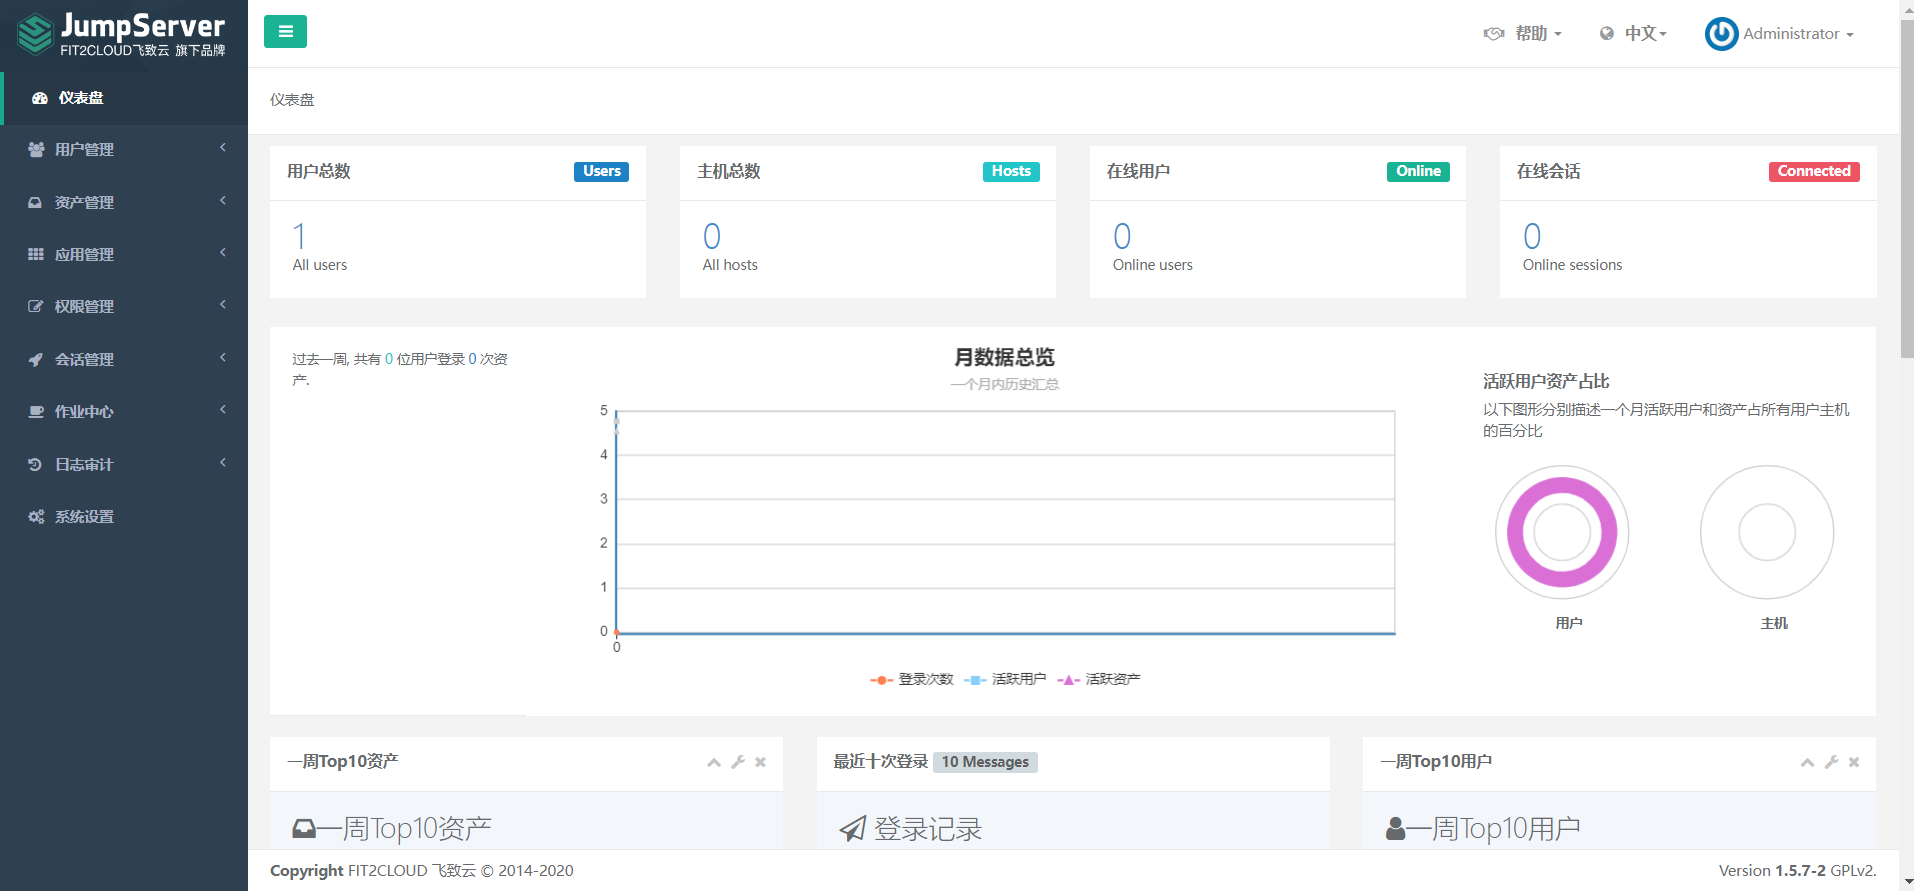 JumpServer
FIT2CLOUD飞致云 旗下品牌
仪表盘
用户管理
资产管理
应用管理
权限管理
会话管理
作业中心
日志审计
系统设置
帮助
中文
Administrator
仪表盘
用户总数 Users
1
All users
主机总数 Hosts
0
All hosts
在线用户 Online
0
Online users
在线会话 Connected
0
Online sessions
过去一周, 共有 0 位用户登录 0 次资
产.
月数据总览
一个月内历史汇总
5
4
3
2
1
0
0
登录次数 活跃用户 活跃资产
活跃用户资产占比
以下图形分别描述一个月活跃用户和资产占所有用户主机
的百分比
用户 主机
一周Top10资产
一周Top10资产
最近十次登录 10 Messages
登录记录
一周Top10用户
一周Top10用户
Copyright FIT2CLOUD 飞致云 © 2014-2020
Version 1.5.7-2 GPLv2.